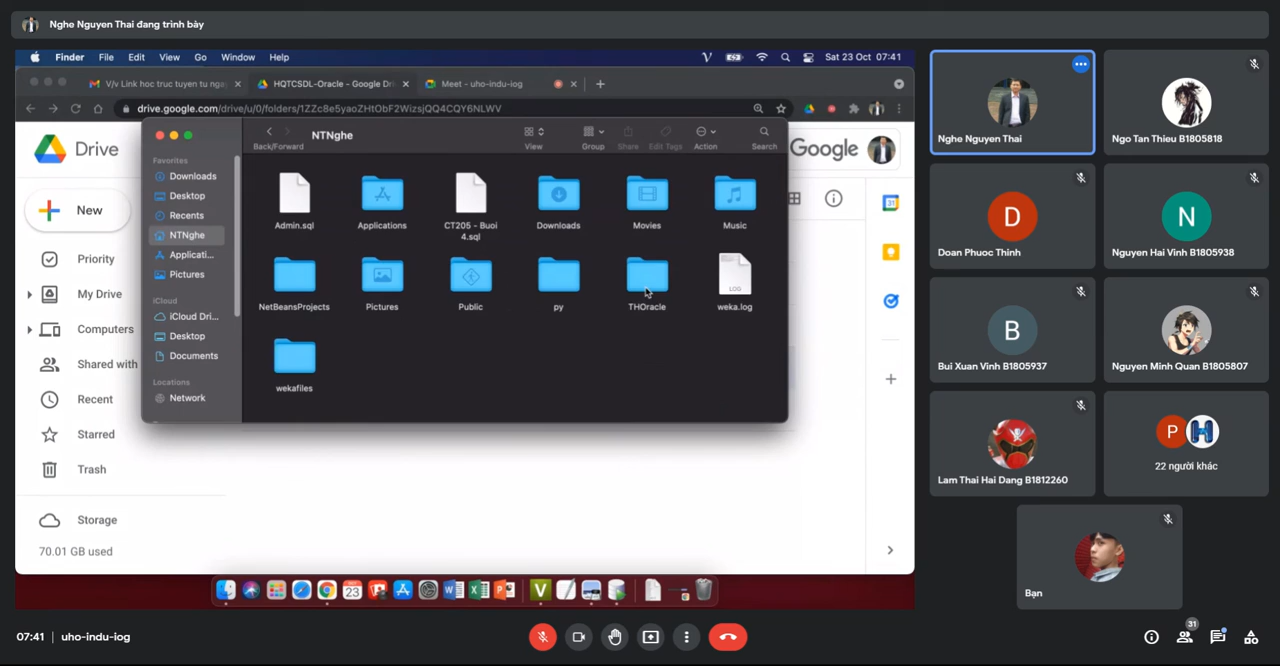 Nghe Nguyen Thai đang trình bày
Finder File Edit View Go Window Help
Sat 23 Oct 07:41
V/v Link hoc truc tuyen tu nga
HQTCSDL-Oracle - Google Dri
Meet - uho-indu-iog
drive.google.com/drive/u/0/folders/1ZZc8e5yaoZHtObF2WizsjQQ4CQY6NLWV
Drive
Google
New
Priority
My Drive
Computers
Shared with
Recent
Starred
Trash
Storage
70.01 GB used
NTNghe
Back/Forward
View
Group
Share
Edit Tags
Action
Search
Favorites
Downloads
Desktop
Recents
NTNghe
Applicati...
Pictures
iCloud
iCloud Dri...
Desktop
Documents
Locations
Network
Admin.sql
Applications
CT205 - Buoi
4.sql
Downloads
Movies
Music
NetBeansProjects
Pictures
Public
py
THOracle
LOG
weka.log
wekafiles
31
23
Nghe Nguyen Thai
Ngo Tan Thieu B1805818
D
Doan Phuoc Thinh
N
Nguyen Hai Vinh B1805938
B
Bui Xuan Vinh B1805937
Nguyen Minh Quan B1805807
Lam Thai Hai Dang B1812260
P
H
22 người khác
Bạn
07:41 | uho-indu-iog
31